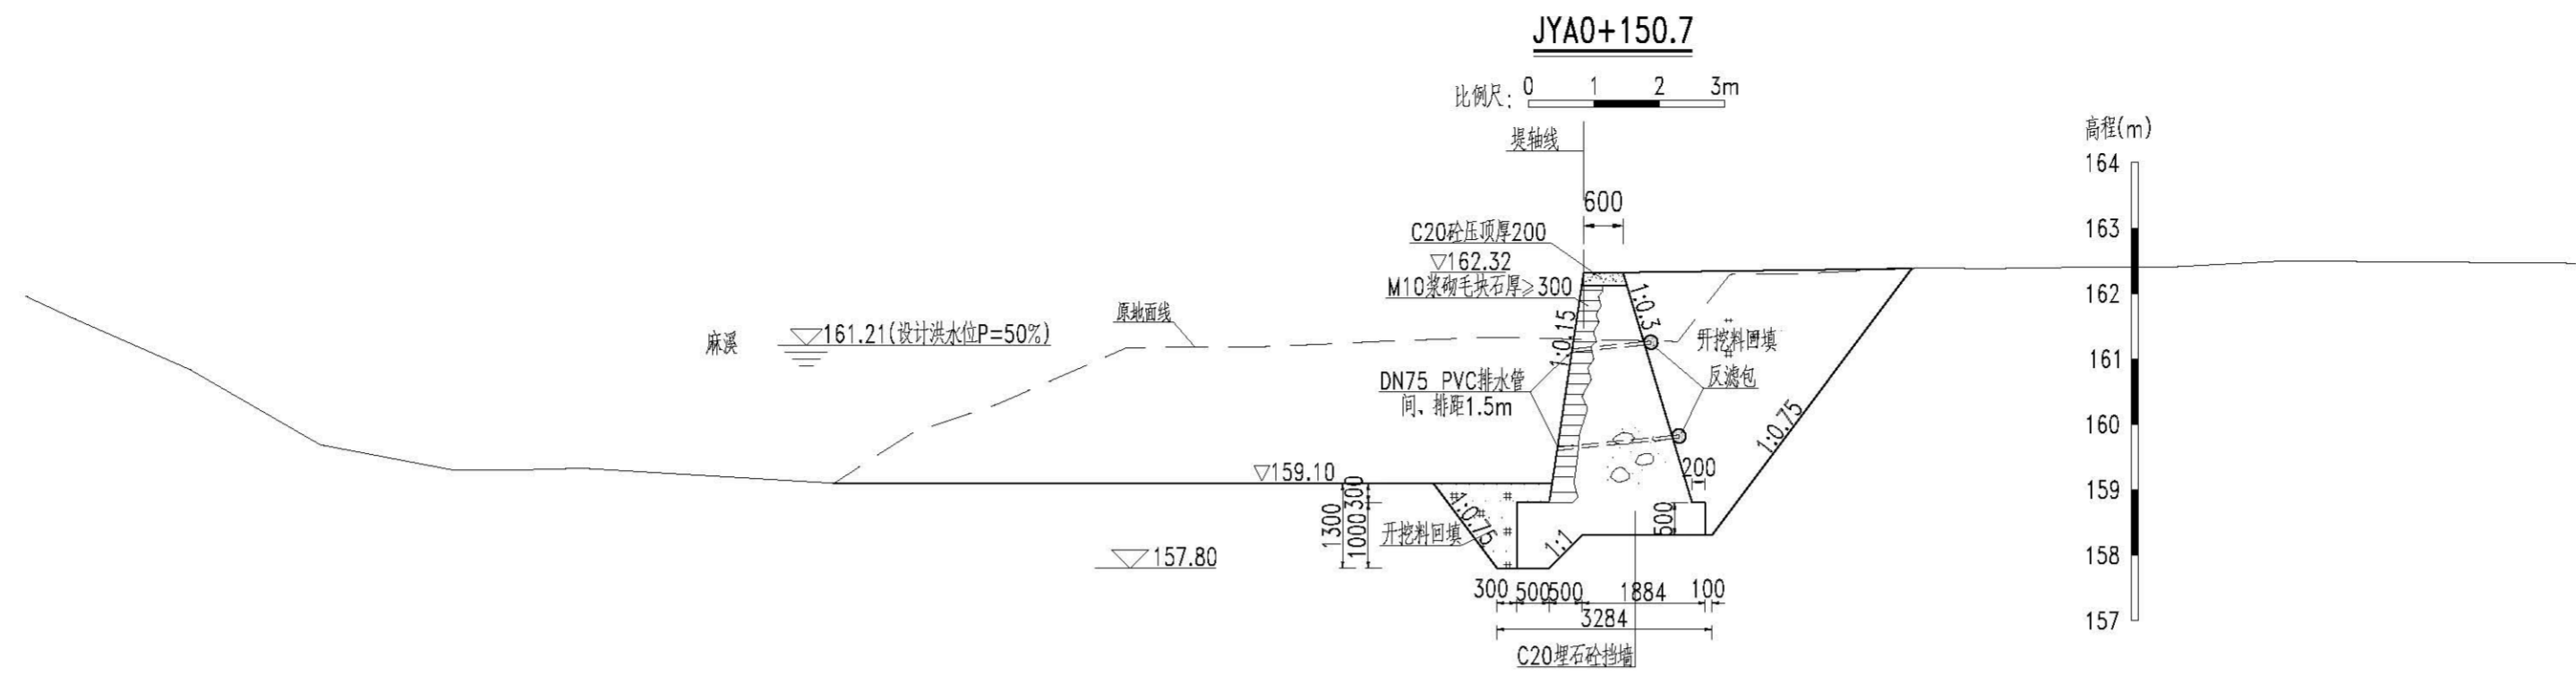 JYA0+150.7
比例尺: 0 1 2 3m
堤轴线
高程(m)
164
163
162
161
160
159
158
157
600
C20砼压顶厚200
▽162.32
M10浆砌毛块石厚≥300
1:0.15
1:0.3
原地面线
麻溪
161.21(设计洪水位P=50%)
开挖料回填
反滤包
DN75 PVC排水管
间、排距1.5m
1:0.75
200
▽159.10
300
1300
1000
1:0.75
开挖料回填
1:1
500
157.80
300 500 500 1884 100
3284
C20埋石砼挡墙